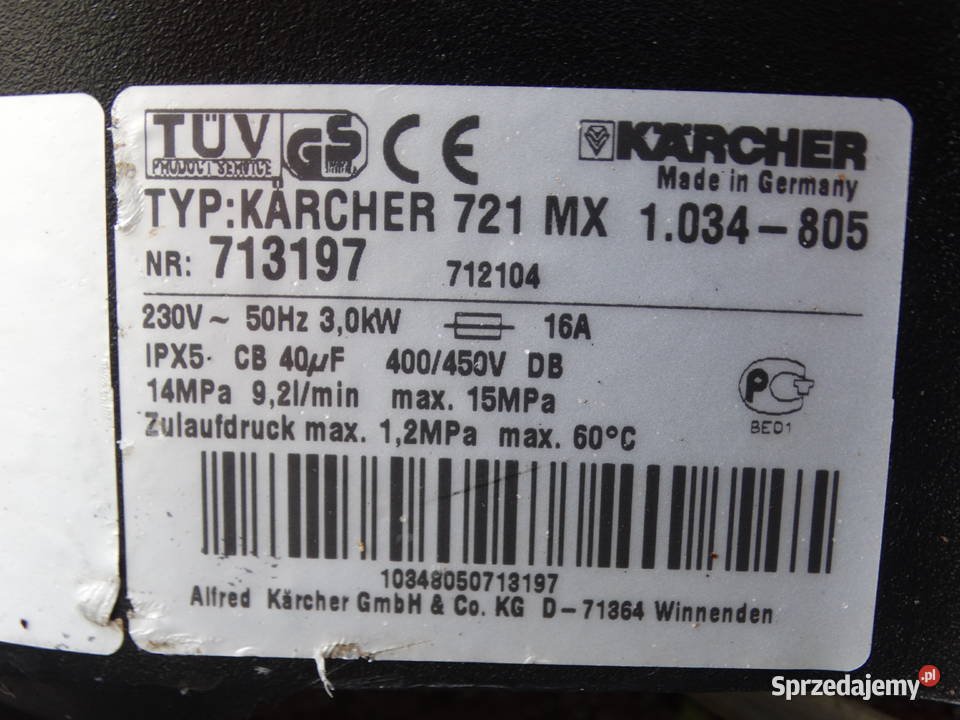 TÜV PRODUCT SERVICE GS CE KÄRCHER
Made in Germany
TYP:KÄRCHER 721 MX 1.034-805
NR: 713197 712104
230V~ 50Hz 3,0kW 16A
IPX5· CB 40µF 400/450V DB
14MPa 9,2l/min max. 15MPa
Zulaufdruck max. 1,2MPa max. 60°C
PCT
BE01
10348050713197
Alfred Kärcher GmbH & Co. KG D-71364 Winnenden
Sprzedajemy.pl